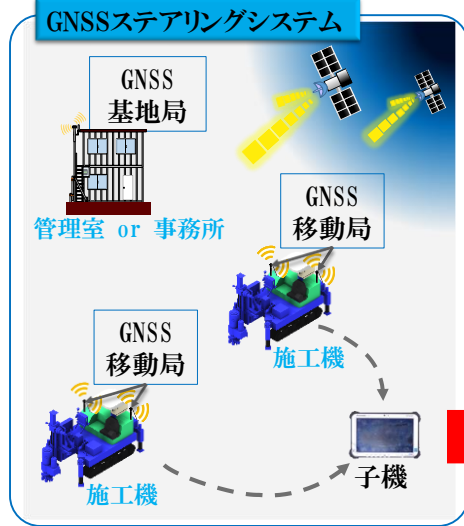 GNSSステアリングシステム
GNSS
基地局
管理室 or 事務所
GNSS
移動局
施工機
GNSS
移動局
施工機
子機